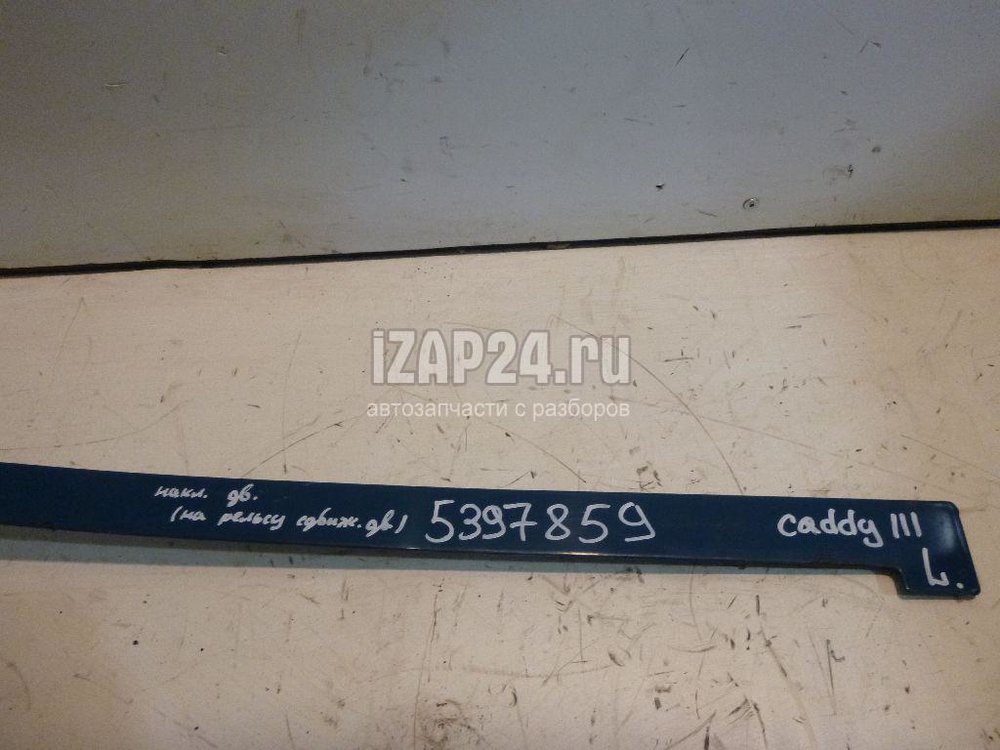 iZAP24.ru
автозапчасти с разборов
накл. дв.
(на рельсу сдвиж. дв.) 5397859 caddy III
L.